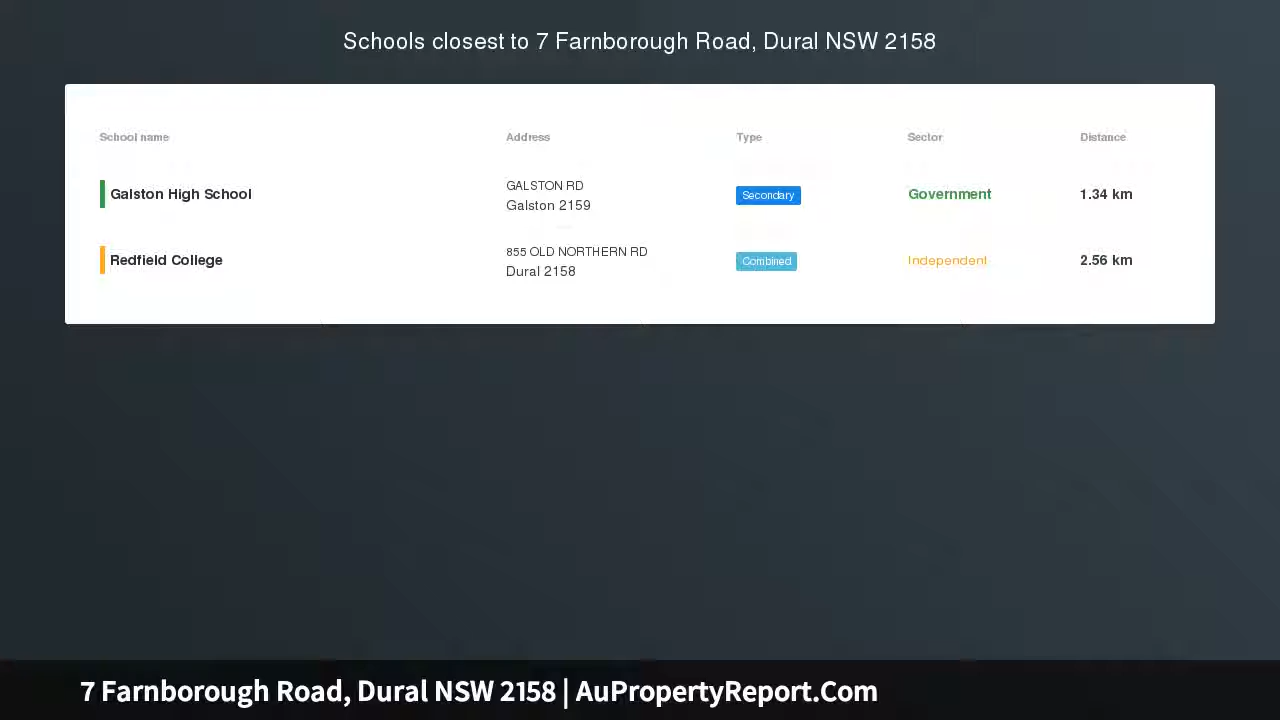 Schools closest to 7 Farnborough Road, Dural NSW 2158
School name Address Type Sector Distance
Galston High School GALSTON RD Galston 2159 Secondary Government 1.34 km
Redfield College 855 OLD NORTHERN RD Dural 2158 Combined Independent 2.56 km
7 Farnborough Road, Dural NSW 2158 | AuPropertyReport.Com